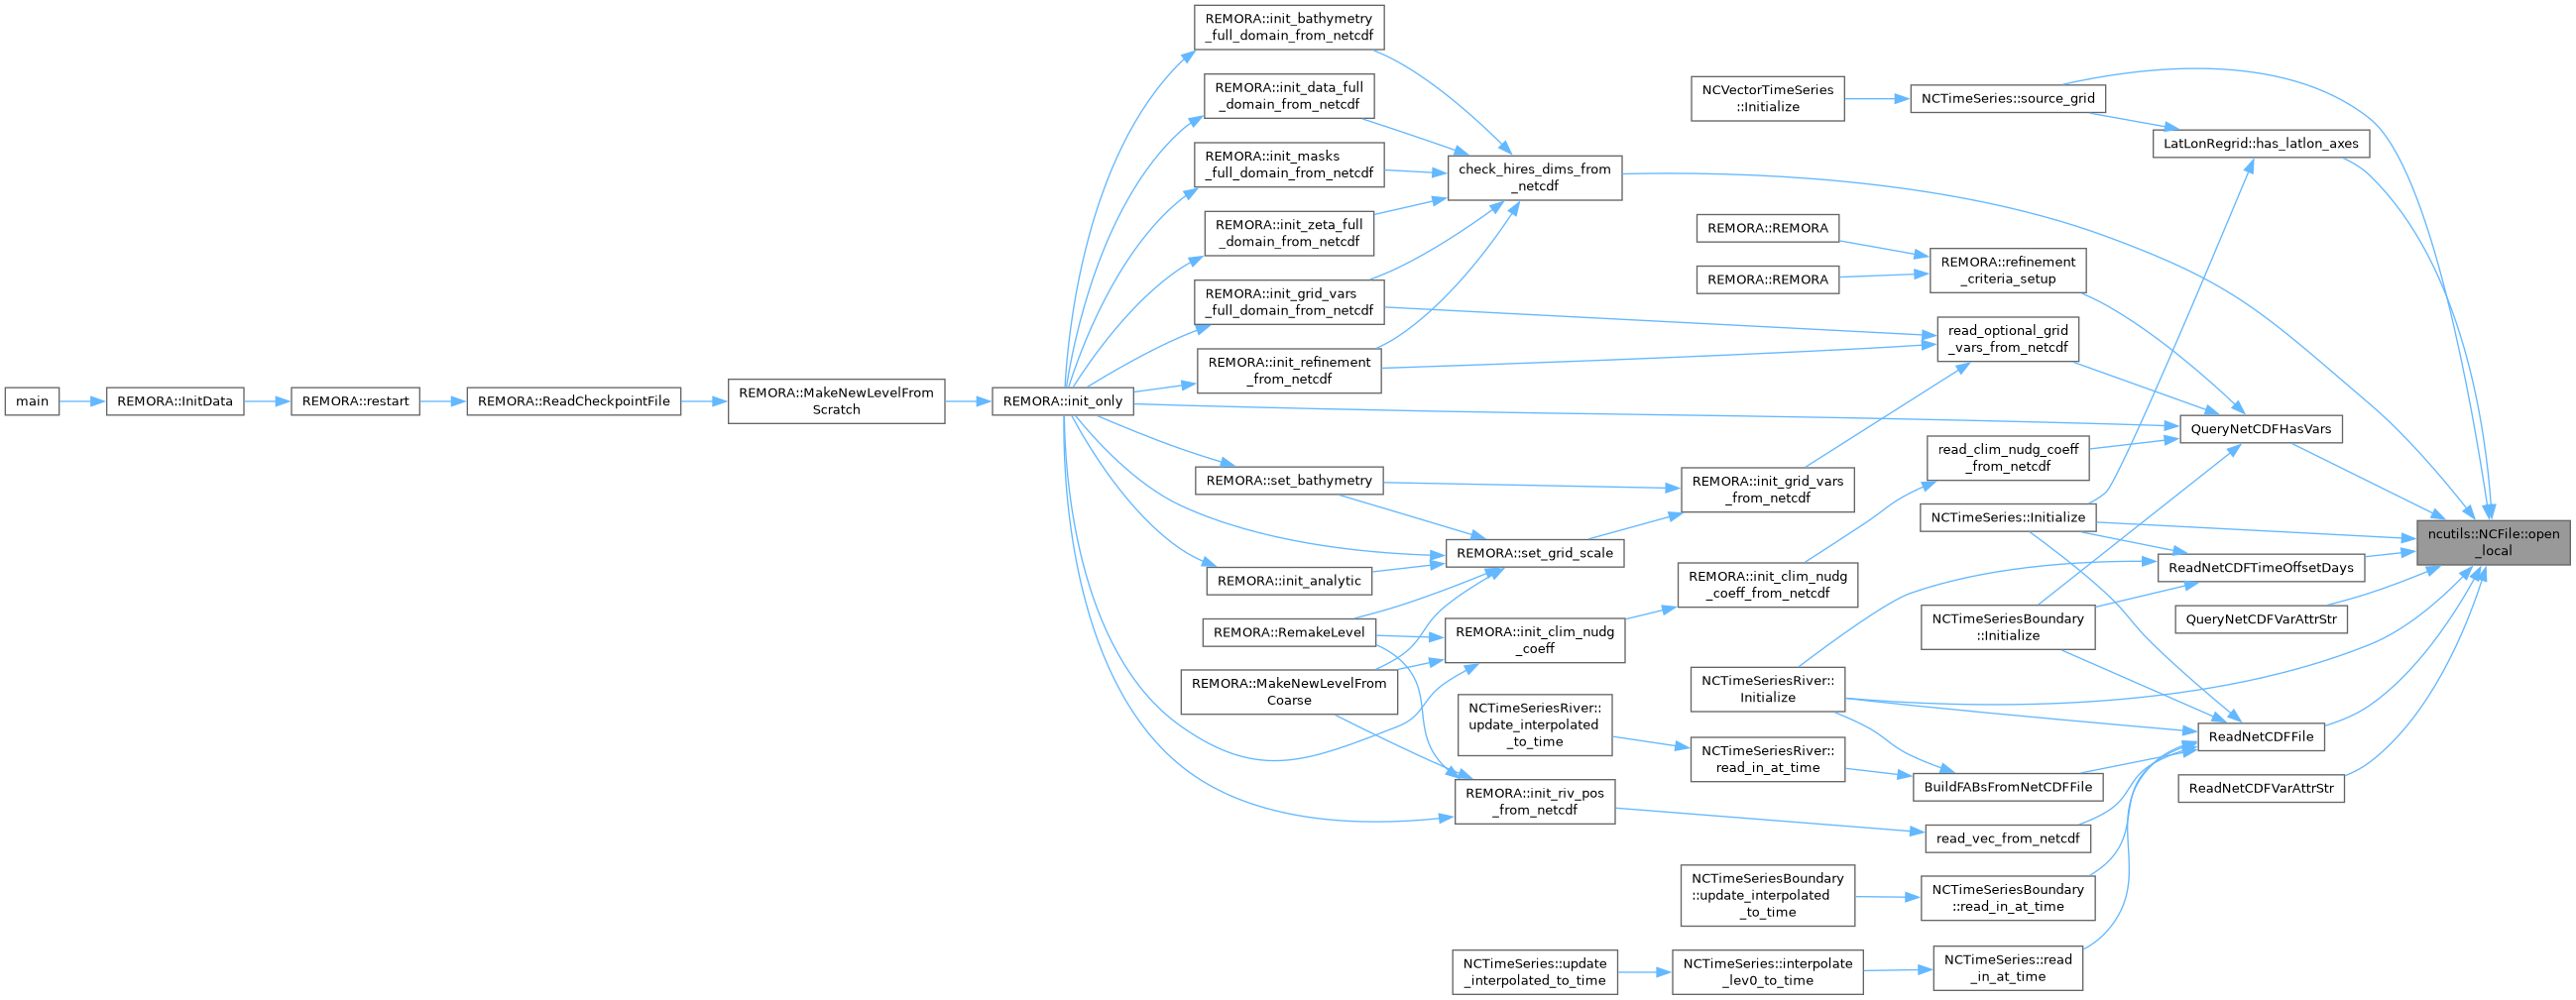 main
REMORA::InitData
REMORA::restart
REMORA::ReadCheckpointFile
REMORA::MakeNewLevelFrom
Scratch
REMORA::init_only
REMORA::init_bathymetry
_full_domain_from_netcdf
REMORA::init_data_full
_domain_from_netcdf
REMORA::init_masks
_full_domain_from_netcdf
REMORA::init_zeta_full
_domain_from_netcdf
REMORA::init_grid_vars
_full_domain_from_netcdf
REMORA::init_refinement
_from_netcdf
REMORA::set_bathymetry
REMORA::init_analytic
REMORA::RemakeLevel
REMORA::MakeNewLevelFrom
Coarse
check_hires_dims_from
_netcdf
REMORA::set_grid_scale
REMORA::init_clim_nudg
_coeff
NCTimeSeriesRiver::
update_interpolated
_to_time
REMORA::init_riv_pos
_from_netcdf
NCTimeSeries::update
_interpolated_to_time
NCVectorTimeSeries
::Initialize
REMORA::REMORA
REMORA::REMORA
REMORA::init_grid_vars
_from_netcdf
REMORA::init_clim_nudg
_coeff_from_netcdf
NCTimeSeriesRiver::
Initialize
NCTimeSeriesRiver::
read_in_at_time
NCTimeSeriesBoundary
::update_interpolated
_to_time
NCTimeSeries::interpolate
_lev0_to_time
NCTimeSeries::source_grid
REMORA::refinement
_criteria_setup
read_optional_grid
_vars_from_netcdf
read_clim_nudg_coeff
_from_netcdf
NCTimeSeries::Initialize
NCTimeSeriesBoundary
::Initialize
BuildFABsFromNetCDFFile
read_vec_from_netcdf
NCTimeSeriesBoundary
::read_in_at_time
NCTimeSeries::read
_in_at_time
LatLonRegrid::has_latlon_axes
QueryNetCDFHasVars
ReadNetCDFTimeOffsetDays
QueryNetCDFVarAttrStr
ReadNetCDFFile
ReadNetCDFVarAttrStr
ncutils::NCFile::open
_local